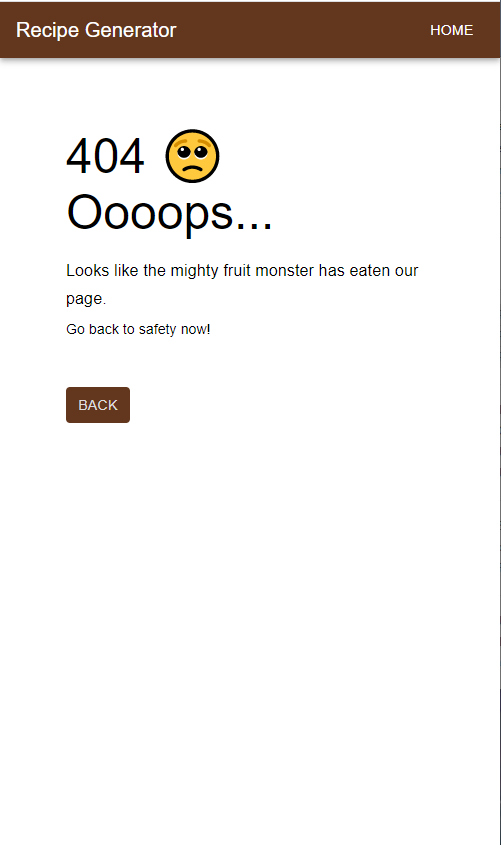 Recipe Generator
HOME
404 🥺
Oooops...
Looks like the mighty fruit monster has eaten our
page.
Go back to safety now!
BACK